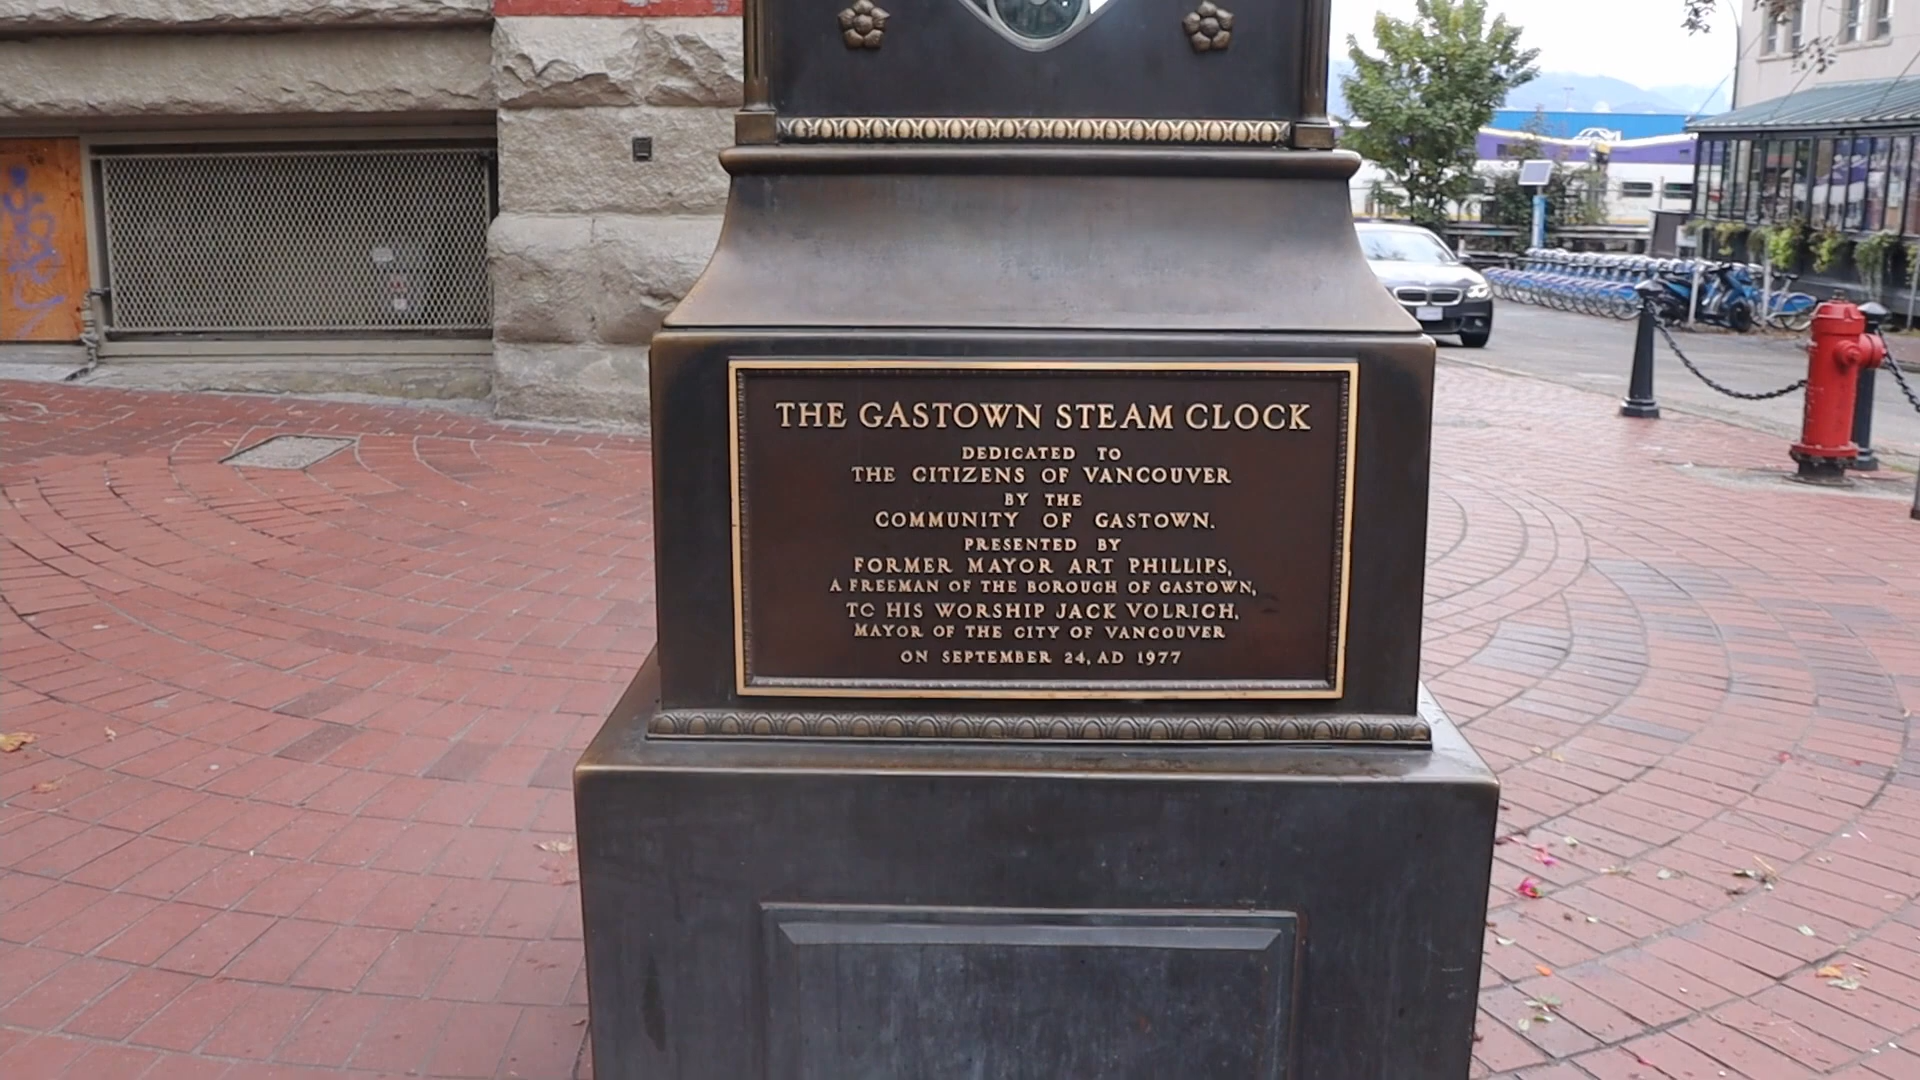 THE GASTOWN STEAM CLOCK
DEDICATED TO
THE CITIZENS OF VANCOUVER
BY THE
COMMUNITY OF GASTOWN.
PRESENTED BY
FORMER MAYOR ART PHILLIPS,
A FREEMAN OF THE BOROUGH OF GASTOWN,
TO HIS WORSHIP JACK VOLRICH,
MAYOR OF THE CITY OF VANCOUVER
ON SEPTEMBER 24, AD 1977